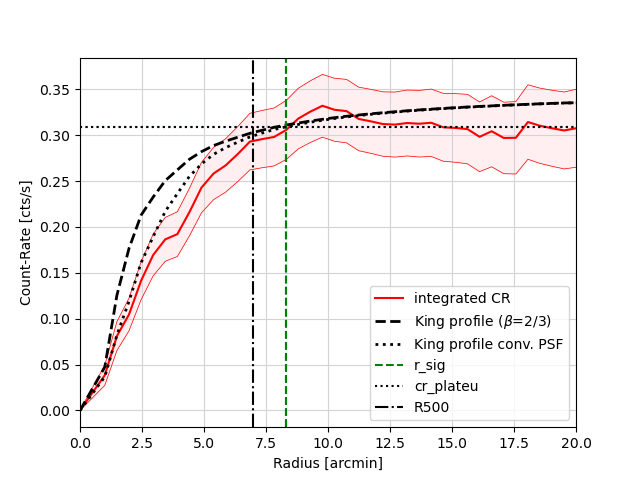 0.35
0.30
0.25
0.20
0.15
0.10
0.05
0.00
Count-Rate [cts/s]
integrated CR
King profile (β=2/3)
King profile conv. PSF
r_sig
cr_plateu
R500
0.0 2.5 5.0 7.5 10.0 12.5 15.0 17.5 20.0
Radius [arcmin]